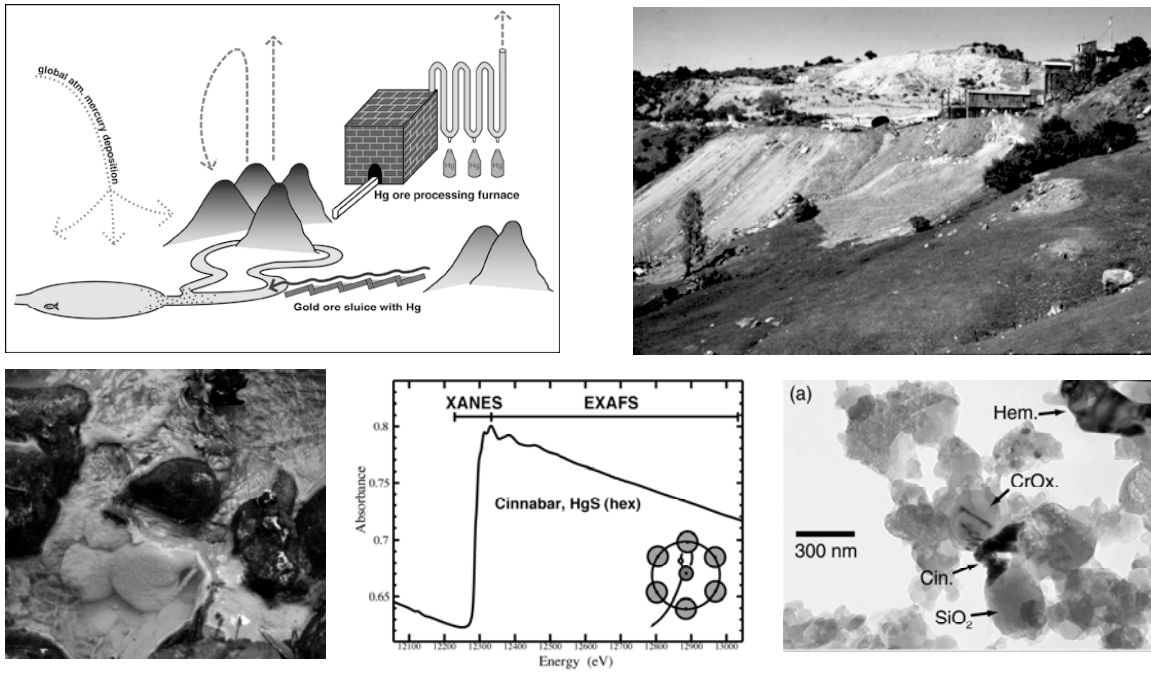 global atm. mercury deposition
Hg
Hg
Hg
Hg ore processing furnace
Gold ore sluice with Hg
XANES
EXAFS
0.8
0.75
0.7
0.65
Absorbance
Cinnabar, HgS (hex)
12100
12200
12300
12400
12500
12600
12700
12800
12900
13000
Energy (eV)
(a)
Hem.
CrOx.
300 nm
Cin.
SiO₂